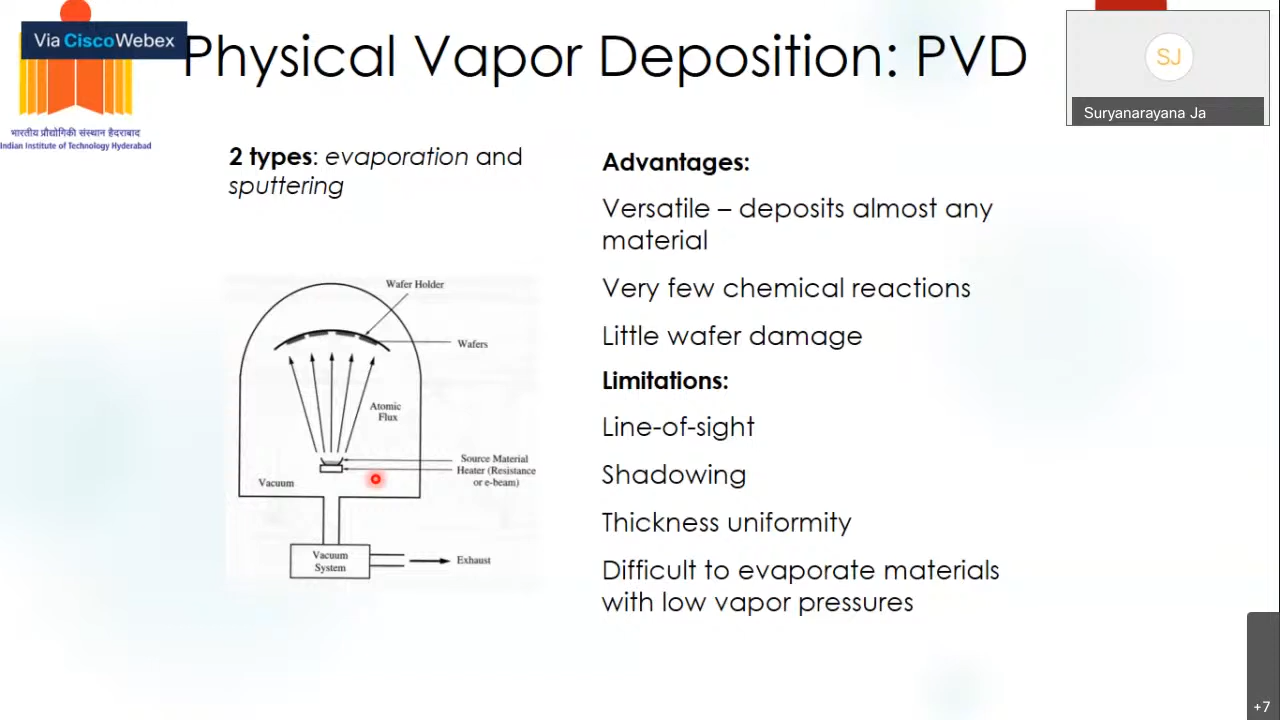 Via Cisco Webex
Physical Vapor Deposition: PVD
SJ
Suryanarayana Ja
भारतीय प्रौद्योगिकी संस्थान हैदराबाद
Indian Institute of Technology Hyderabad
2 types: evaporation and
sputtering
Wafer Holder
Wafers
Atomic
Flux
Source Material
Heater (Resistance
or e-beam)
Vacuum
Vacuum
System
Exhaust
Advantages:
Versatile – deposits almost any
material
Very few chemical reactions
Little wafer damage
Limitations:
Line-of-sight
Shadowing
Thickness uniformity
Difficult to evaporate materials
with low vapor pressures
+7